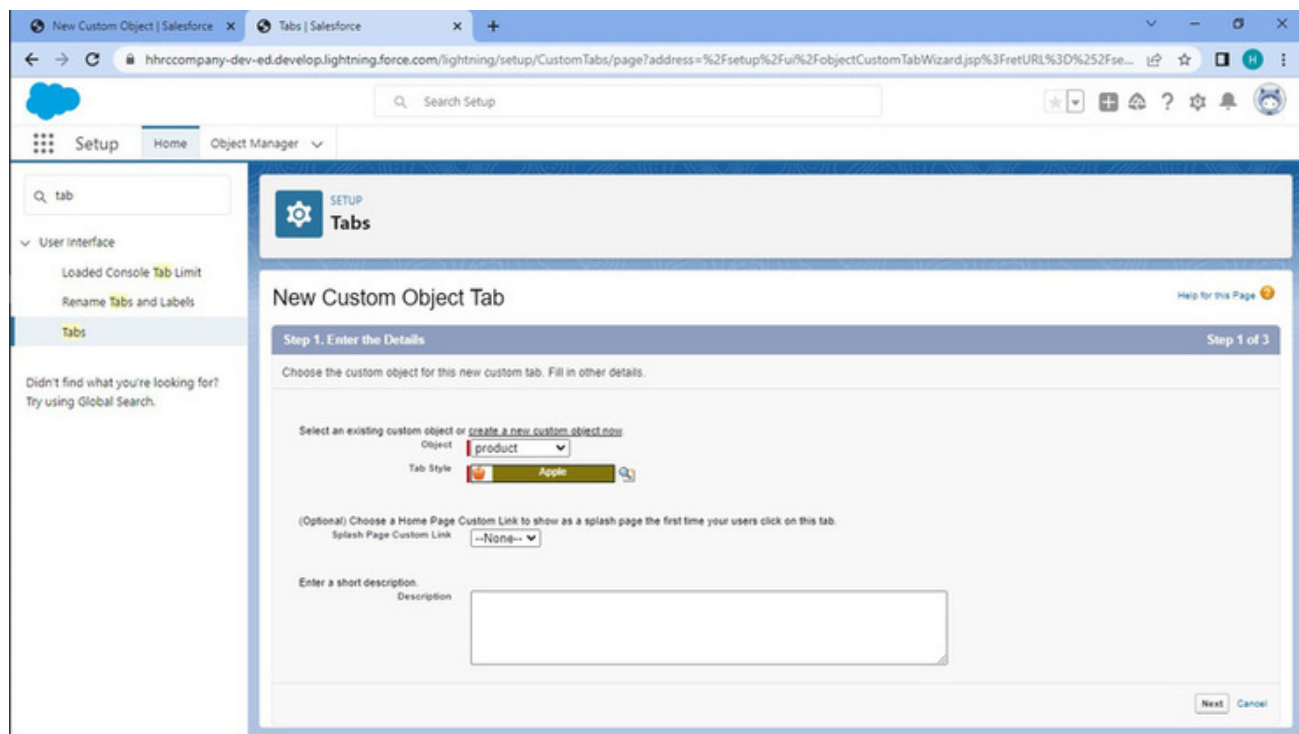 New Custom Object | Salesforce
Tabs | Salesforce
hhrccompany-dev-ed.develop.lightning.force.com/lightning/setup/CustomTabs/page?address=%2Fsetup%2Fui%2FobjectCustomTabWizard.jsp%3FretURL%3D%252Fse...
H
Search Setup
Setup
Home
Object Manager
tab
SETUP
Tabs
User Interface
Loaded Console Tab Limit
Rename Tabs and Labels
Tabs
Didn't find what you're looking for?
Try using Global Search.
New Custom Object Tab
Help for this Page
Step 1. Enter the Details
Step 1 of 3
Choose the custom object for this new custom tab. Fill in other details.
Select an existing custom object or create a new custom object now.
Object
product
Tab Style
Apple
(Optional) Choose a Home Page Custom Link to show as a splash page the first time your users click on this tab.
Splash Page Custom Link
--None--
Enter a short description.
Description
Next
Cancel